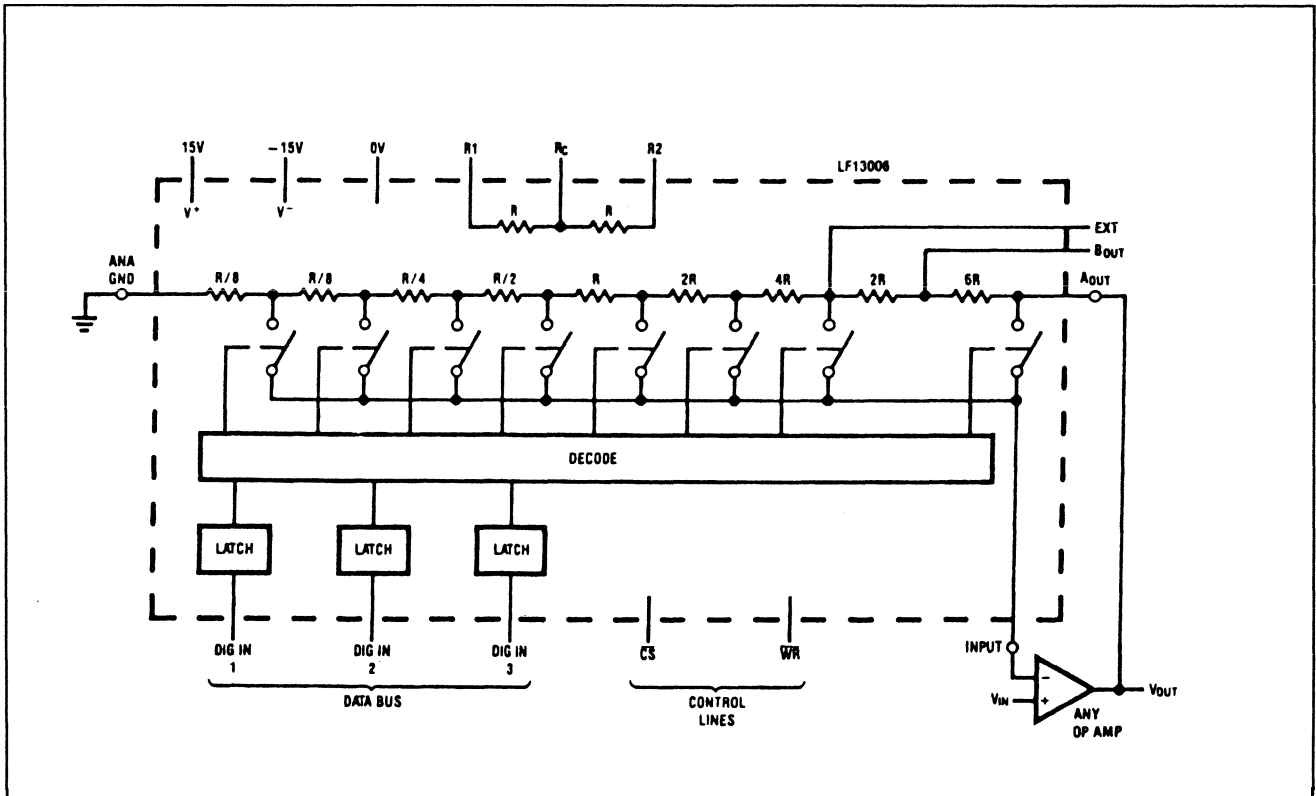 15V -15V 0V R1 RC R2
LF13006
V+ V-
R R
EXT
BOUT
ANA
GND
R/8 R/8 R/4 R/2 R 2R 4R 2R 6R
AOUT
DECODE
LATCH LATCH LATCH
DIG IN
1
DIG IN
2
DIG IN
3
CS WR
INPUT
DATA BUS
CONTROL
LINES
VIN
-
+
VOUT
ANY
OP AMP